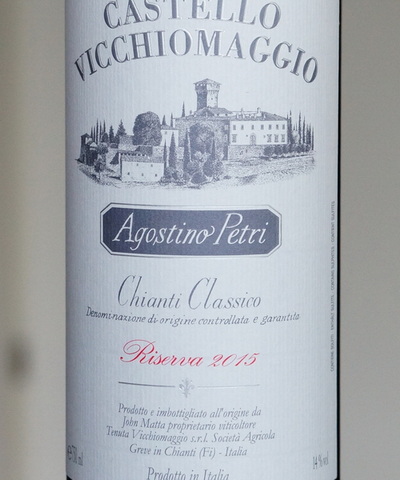 CASTELLO
VICCHIOMAGGIO
Agostino Petri
Chianti Classico
Denominazione di origine controllata e garantita
Riserva 2015
Prodotto e imbottigliato all'origine da
John Matta proprietario viticoltore
Tenuta Vicchiomaggio s.r.l. Società Agricola
Greve in Chianti (Fi) - Italia
14 % vol
Prodotto in Italia